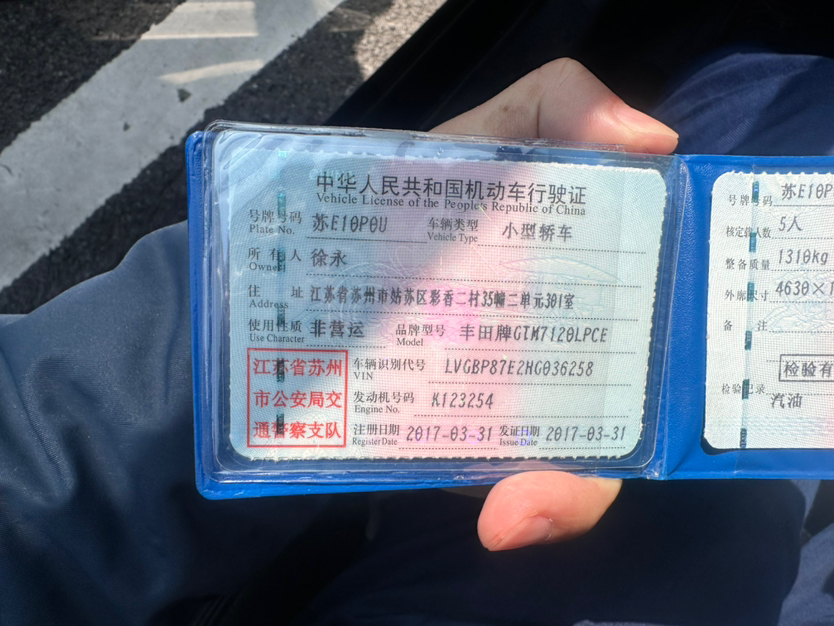 中华人民共和国机动车行驶证
Vehicle License of the People's Republic of China
号牌号码 苏E10P0U 车辆类型 小型轿车
Plate No. Vehicle Type
所有人 徐永
Owner
住址 江苏省苏州市姑苏区彩香二村35幢二单元301室
Address
使用性质 非营运 品牌型号 丰田牌GTM7120LPCE
Use Character Model
江苏省苏州
市公安局交
通警察支队
车辆识别代号 LVGBP87E2HG036258
VIN
发动机号码 K123254
Engine No.
注册日期 2017-03-31 发证日期 2017-03-31
Register Date Issue Date
号牌号码 苏E10P
核定载人数 5人
整备质量 1310kg
外廓尺寸 4630×1
备注
检验有
检验记录
汽油